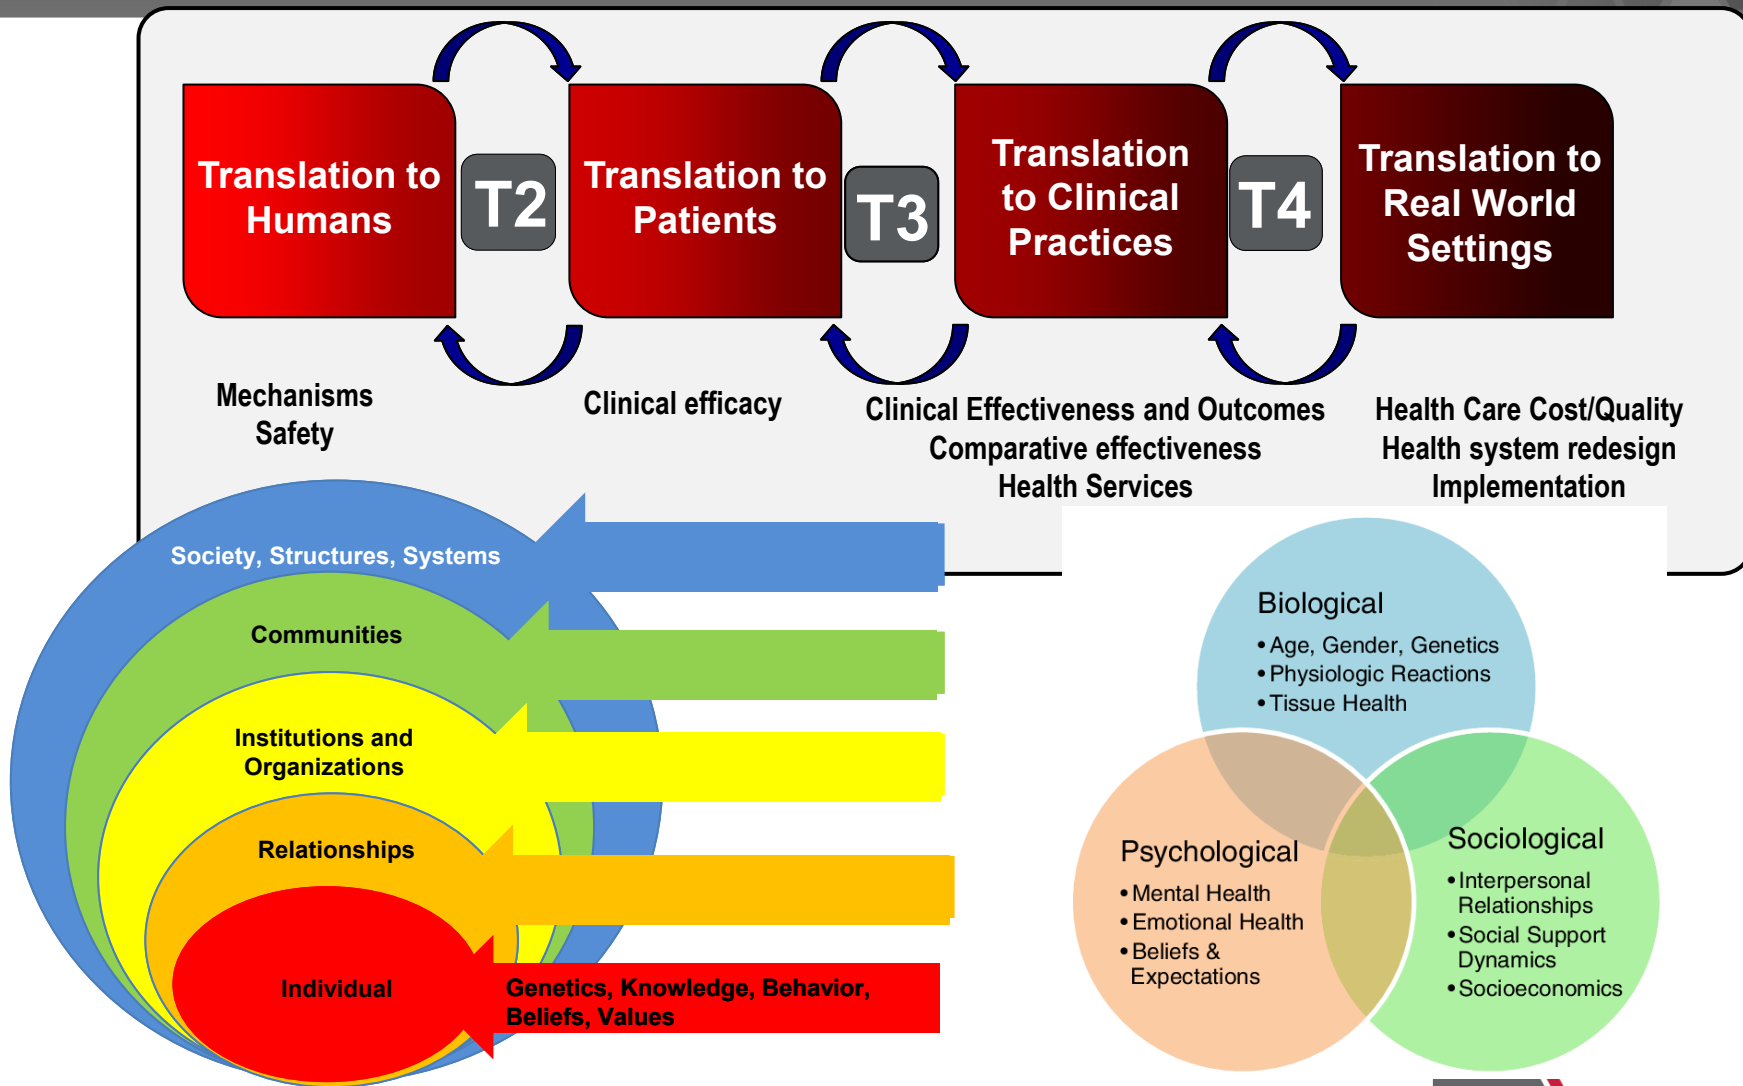 Translation to
Humans
T2
Translation to
Patients
T3
Translation
to Clinical
Practices
T4
Translation to
Real World
Settings
Mechanisms
Safety
Clinical efficacy
Clinical Effectiveness and Outcomes
Comparative effectiveness
Health Services
Health Care Cost/Quality
Health system redesign
Implementation
Society, Structures, Systems
Communities
Institutions and
Organizations
Relationships
Individual
Genetics, Knowledge, Behavior,
Beliefs, Values
Biological
• Age, Gender, Genetics
• Physiologic Reactions
• Tissue Health
Psychological
• Mental Health
• Emotional Health
• Beliefs &
Expectations
Sociological
• Interpersonal
Relationships
• Social Support
Dynamics
• Socioeconomics